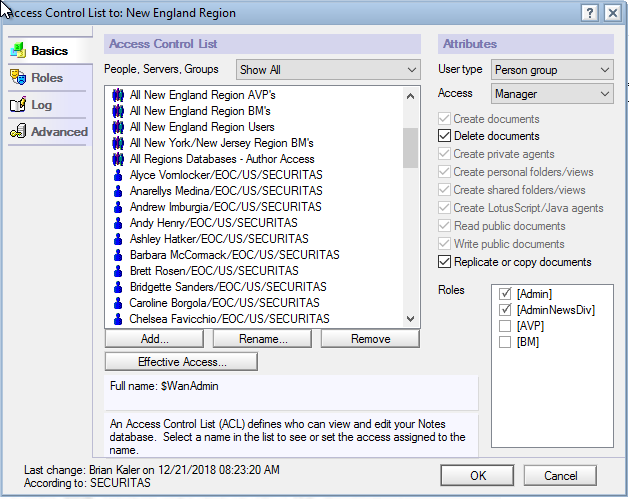 Access Control List to: New England Region
Basics
Roles
Log
Advanced
Access Control List
People, Servers, Groups
Show All
All New England Region AVP's
All New England Region BM's
All New England Region Users
All New York/New Jersey Region BM's
All Regions Databases - Author Access
Alyce Vomlocker/EOC/US/SECURITAS
Anarellys Medina/EOC/US/SECURITAS
Andrew Imburgia/EOC/US/SECURITAS
Andy Henry/EOC/US/SECURITAS
Ashley Hatker/EOC/US/SECURITAS
Barbara McCormack/EOC/US/SECURITAS
Brett Rosen/EOC/US/SECURITAS
Bridgette Sanders/EOC/US/SECURITAS
Caroline Borgola/EOC/US/SECURITAS
Chelsea Favicchio/EOC/US/SECURITAS
Add...
Rename...
Remove
Effective Access...
Full name: $WanAdmin
An Access Control List (ACL) defines who can view and edit your Notes
database. Select a name in the list to see or set the access assigned to the
name.
Attributes
User type
Person group
Access
Manager
Create documents
Delete documents
Create private agents
Create personal folders/views
Create shared folders/views
Create LotusScript/Java agents
Read public documents
Write public documents
Replicate or copy documents
Roles
[Admin]
[AdminNewsDiv]
[AVP]
[BM]
Last change: Brian Kaler on 12/21/2018 08:23:20 AM
According to: SECURITAS
OK
Cancel